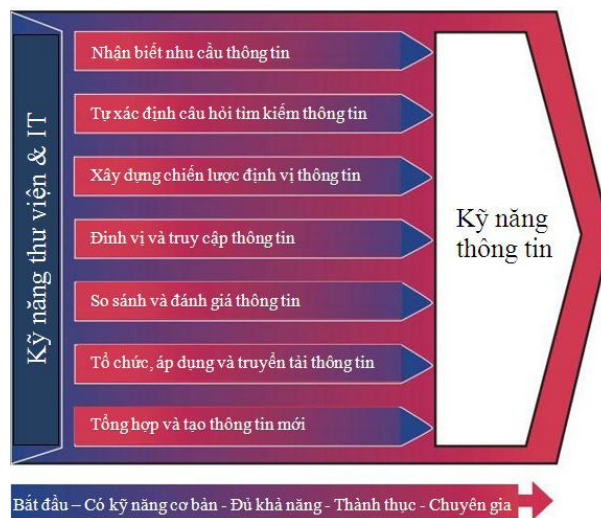 Kỹ năng thư viện & IT
Nhận biết nhu cầu thông tin
Tự xác định câu hỏi tìm kiếm thông tin
Xây dựng chiến lược định vị thông tin
Đinh vị và truy cập thông tin
So sánh và đánh giá thông tin
Tổ chức, áp dụng và truyền tải thông tin
Tổng hợp và tạo thông tin mới
Kỹ năng
thông tin
Bắt đầu – Có kỹ năng cơ bản - Đủ khả năng - Thành thục - Chuyên gia